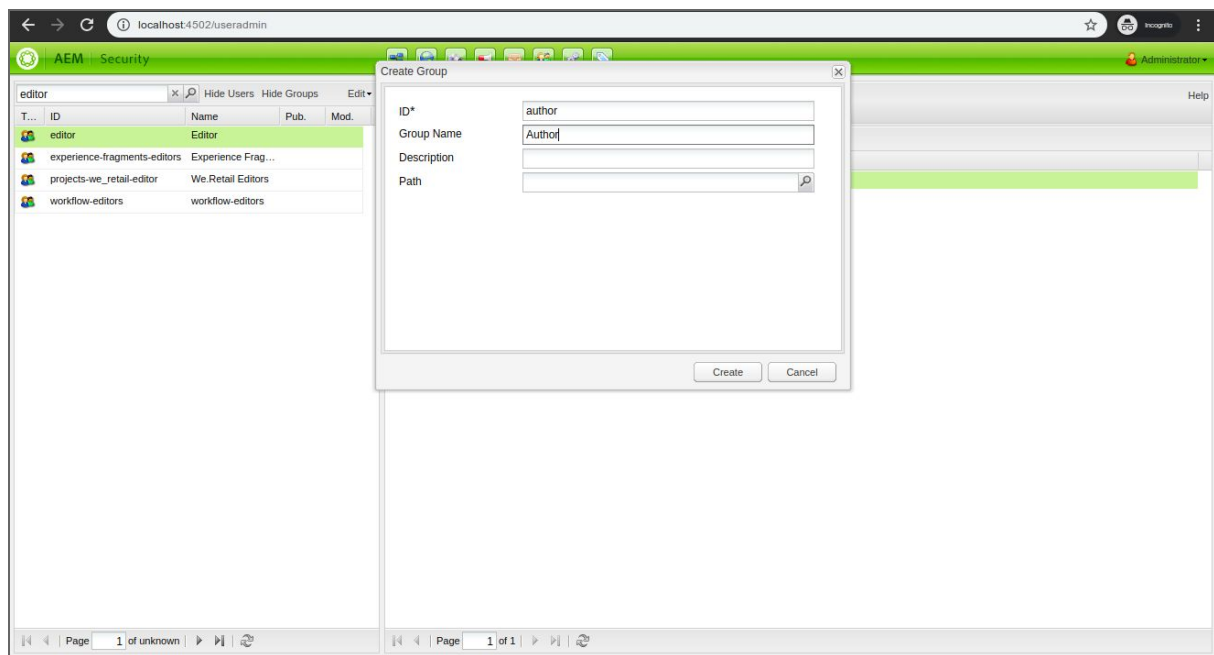 localhost:4502/useradmin
Incognito
AEM Security
Administrator
Create Group
editor
Hide Users Hide Groups Edit
Help
T... ID Name Pub. Mod.
editor Editor
experience-fragments-editors Experience Frag...
projects-we_retail-editor We.Retail Editors
workflow-editors workflow-editors
ID* author
Group Name Author
Description
Path
Create Cancel
Page 1 of unknown
Page 1 of 1